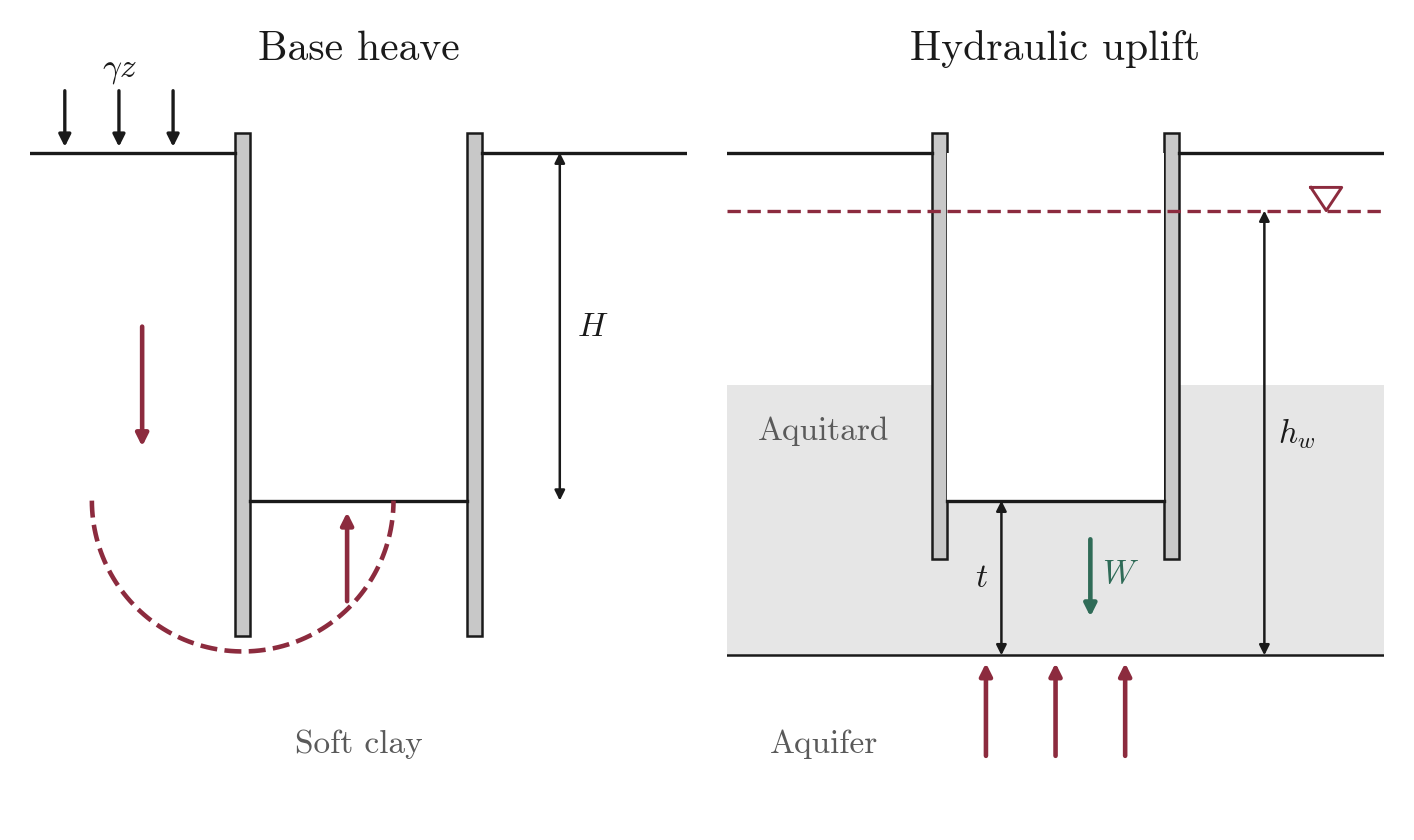 Base heave
γz
H
Soft clay
Hydraulic uplift
Aquitard
h_w
t
W
Aquifer